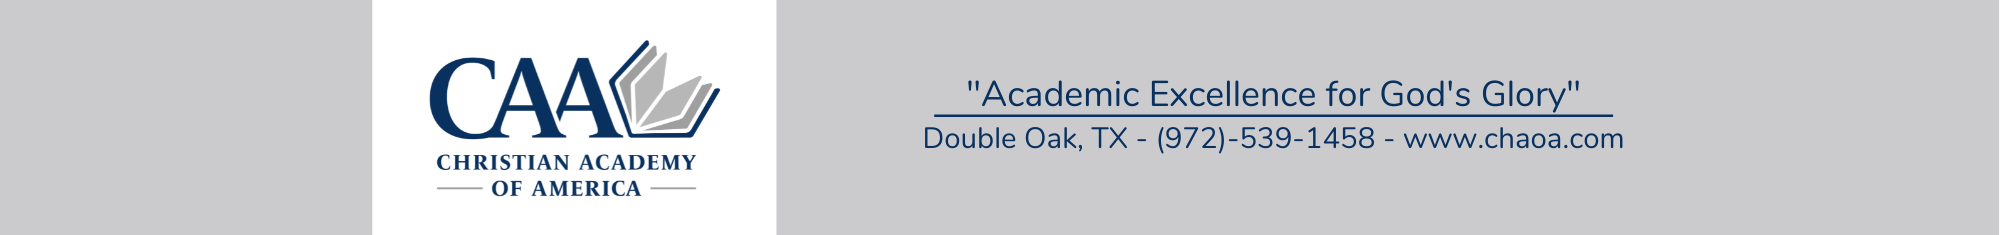 CAA
CHRISTIAN ACADEMY
OF AMERICA
"Academic Excellence for God's Glory"
Double Oak, TX - (972)-539-1458 - www.chaoa.com